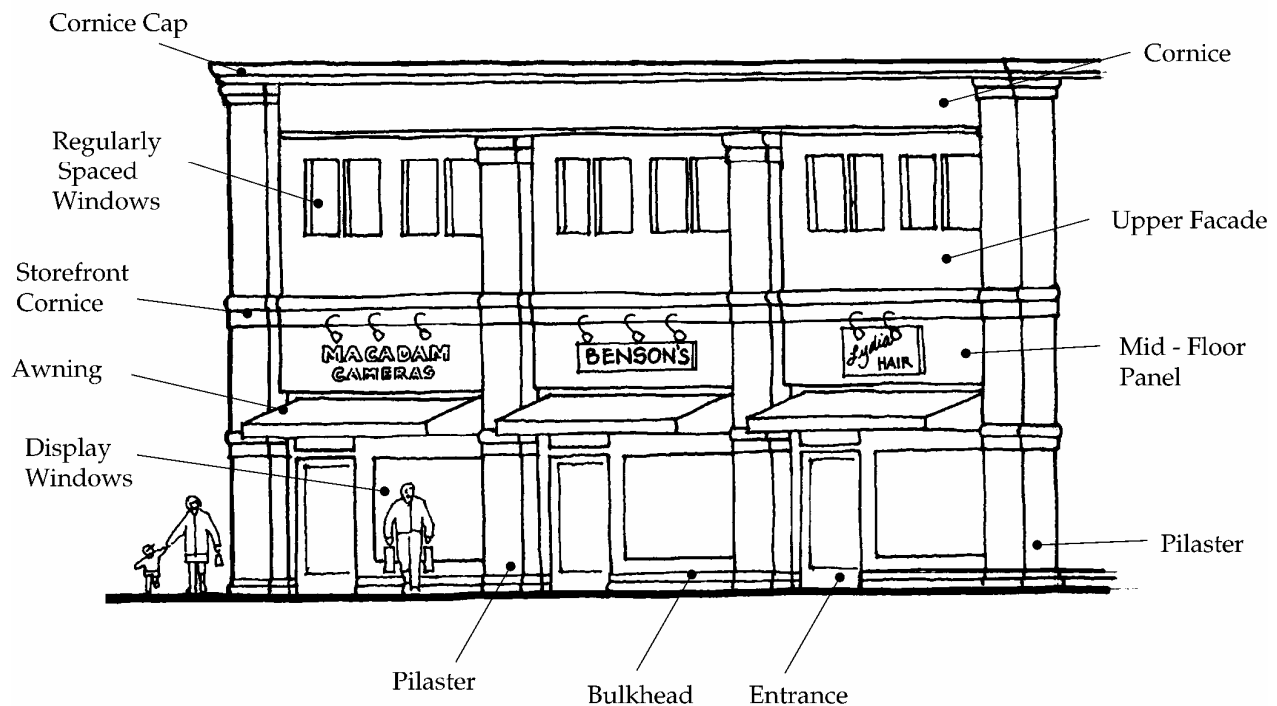 Cornice Cap
Cornice
Regularly
Spaced
Windows
Upper Facade
Storefront
Cornice
MACADAM
CAMERAS
BENSON'S
Lydia
HAIR
Mid - Floor
Panel
Awning
Display
Windows
Pilaster
Pilaster
Bulkhead
Entrance